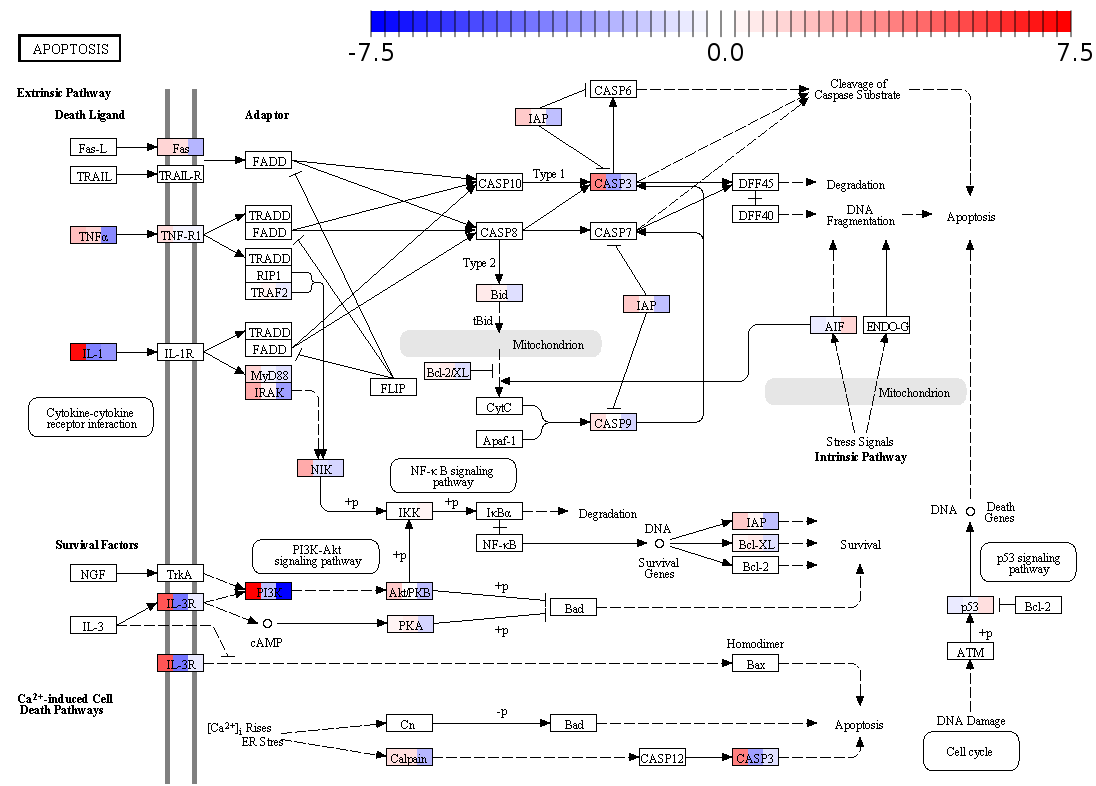 -7.5 0.0 7.5
APOPTOSIS
Extrinsic Pathway
Death Ligand
Adaptor
Cleavage of
Caspase Substrate
CASP6
IAP
Fas-L
Fas
FADD
TRAIL
TRAIL-R
CASP10
Type 1
CASP3
DFF45
Degradation
TNFα
TNF-R1
TRADD
FADD
CASP8
CASP7
DFF40
DNA
Fragmentation
Apoptosis
TRADD
RIP1
TRAF2
Type 2
Bid
tBid
IAP
AIF
ENDO-G
Mitochondrion
IL-1
IL-1R
TRADD
FADD
MyD88
IRAK
FLIP
Bcl-2/XL
CytC
Apaf-1
CASP9
Mitochondrion
Stress Signals
Intrinsic Pathway
Cytokine-cytokine
receptor interaction
NIK
NF-κ B signaling
pathway
+p
IKK
+p
IκBα
Degradation
NF-κB
DNA
Survival
Genes
IAP
Bcl-XL
Bcl-2
Survival
DNA
Death
Genes
Survival Factors
PI3K-Akt
signaling pathway
+p
p53 signaling
pathway
NGF
TrkA
PI3K
Akt/PKB
+p
Bad
IL-3R
IL-3
cAMP
PKA
+p
p53
Bcl-2
+p
ATM
IL-3R
Homodimer
Bax
Ca2+-induced Cell
Death Pathways
[Ca2+]i Rises
ER Stres
Cn
-p
Bad
Apoptosis
Calpain
CASP12
CASP3
DNA Damage
Cell cycle